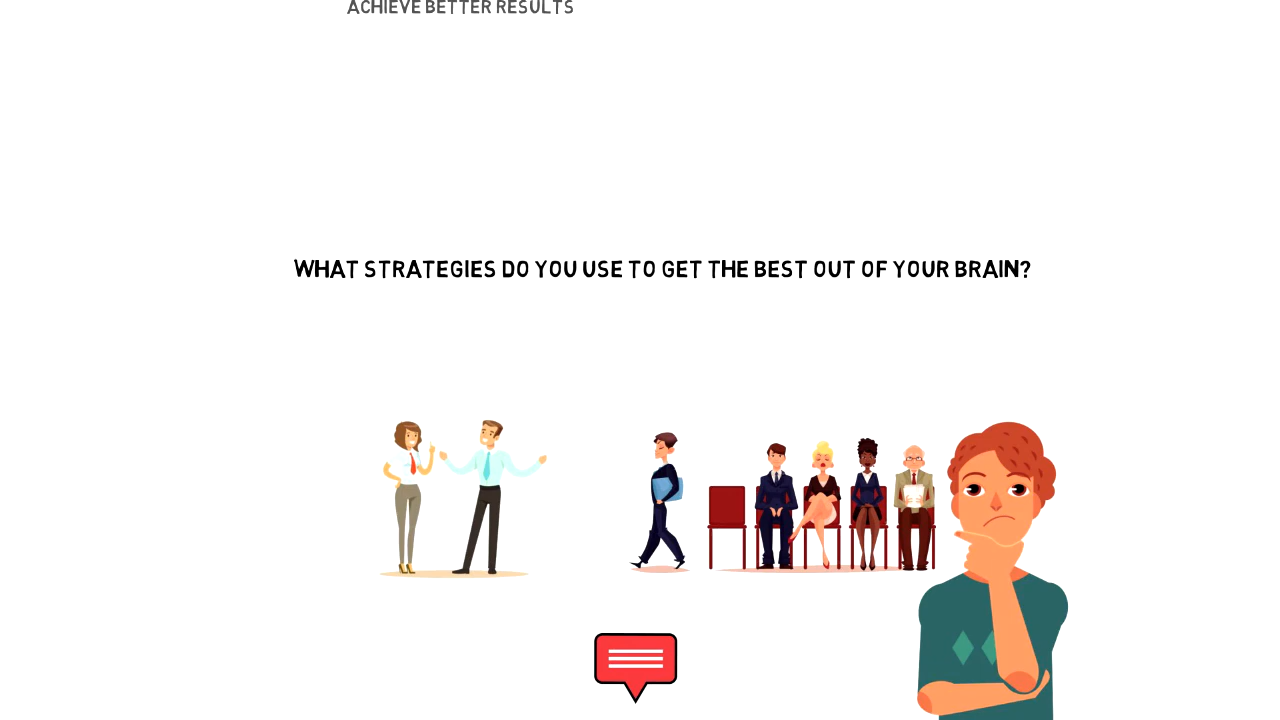 ACHIEVE BETTER RESULTS
WHAT STRATEGIES DO YOU USE TO GET THE BEST OUT OF YOUR BRAIN?